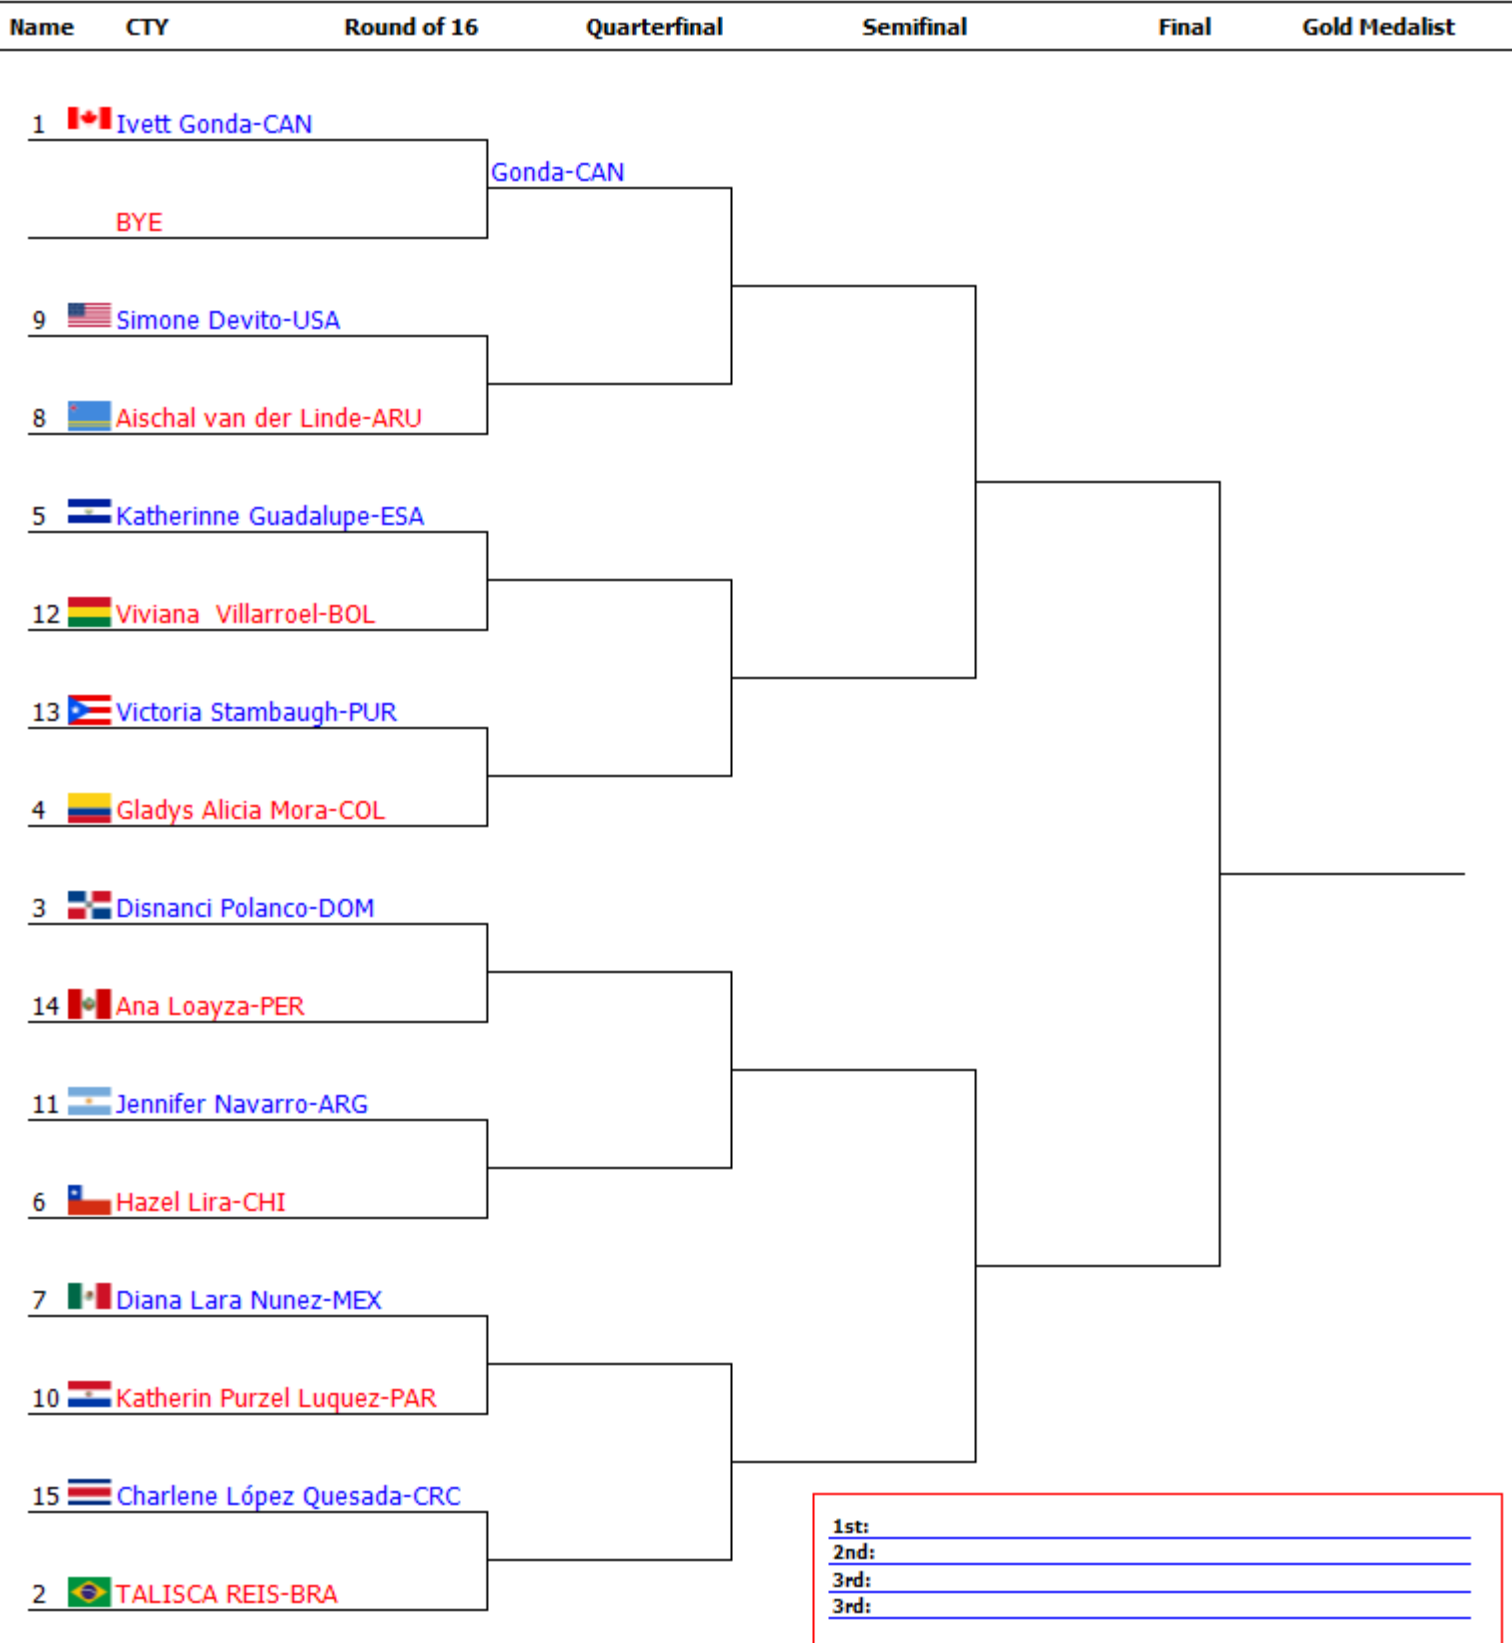 Name CTY Round of 16 Quarterfinal Semifinal Final Gold Medalist
1 Ivett Gonda-CAN
Gonda-CAN
BYE
9 Simone Devito-USA
8 Aischal van der Linde-ARU
5 Katherinne Guadalupe-ESA
12 Viviana  Villarroel-BOL
13 Victoria Stambaugh-PUR
4 Gladys Alicia Mora-COL
3 Disnanci Polanco-DOM
14 Ana Loayza-PER
11 Jennifer Navarro-ARG
6 Hazel Lira-CHI
7 Diana Lara Nunez-MEX
10 Katherin Purzel Luquez-PAR
15 Charlene López Quesada-CRC
2 TALISCA REIS-BRA
1st:
2nd:
3rd:
3rd: